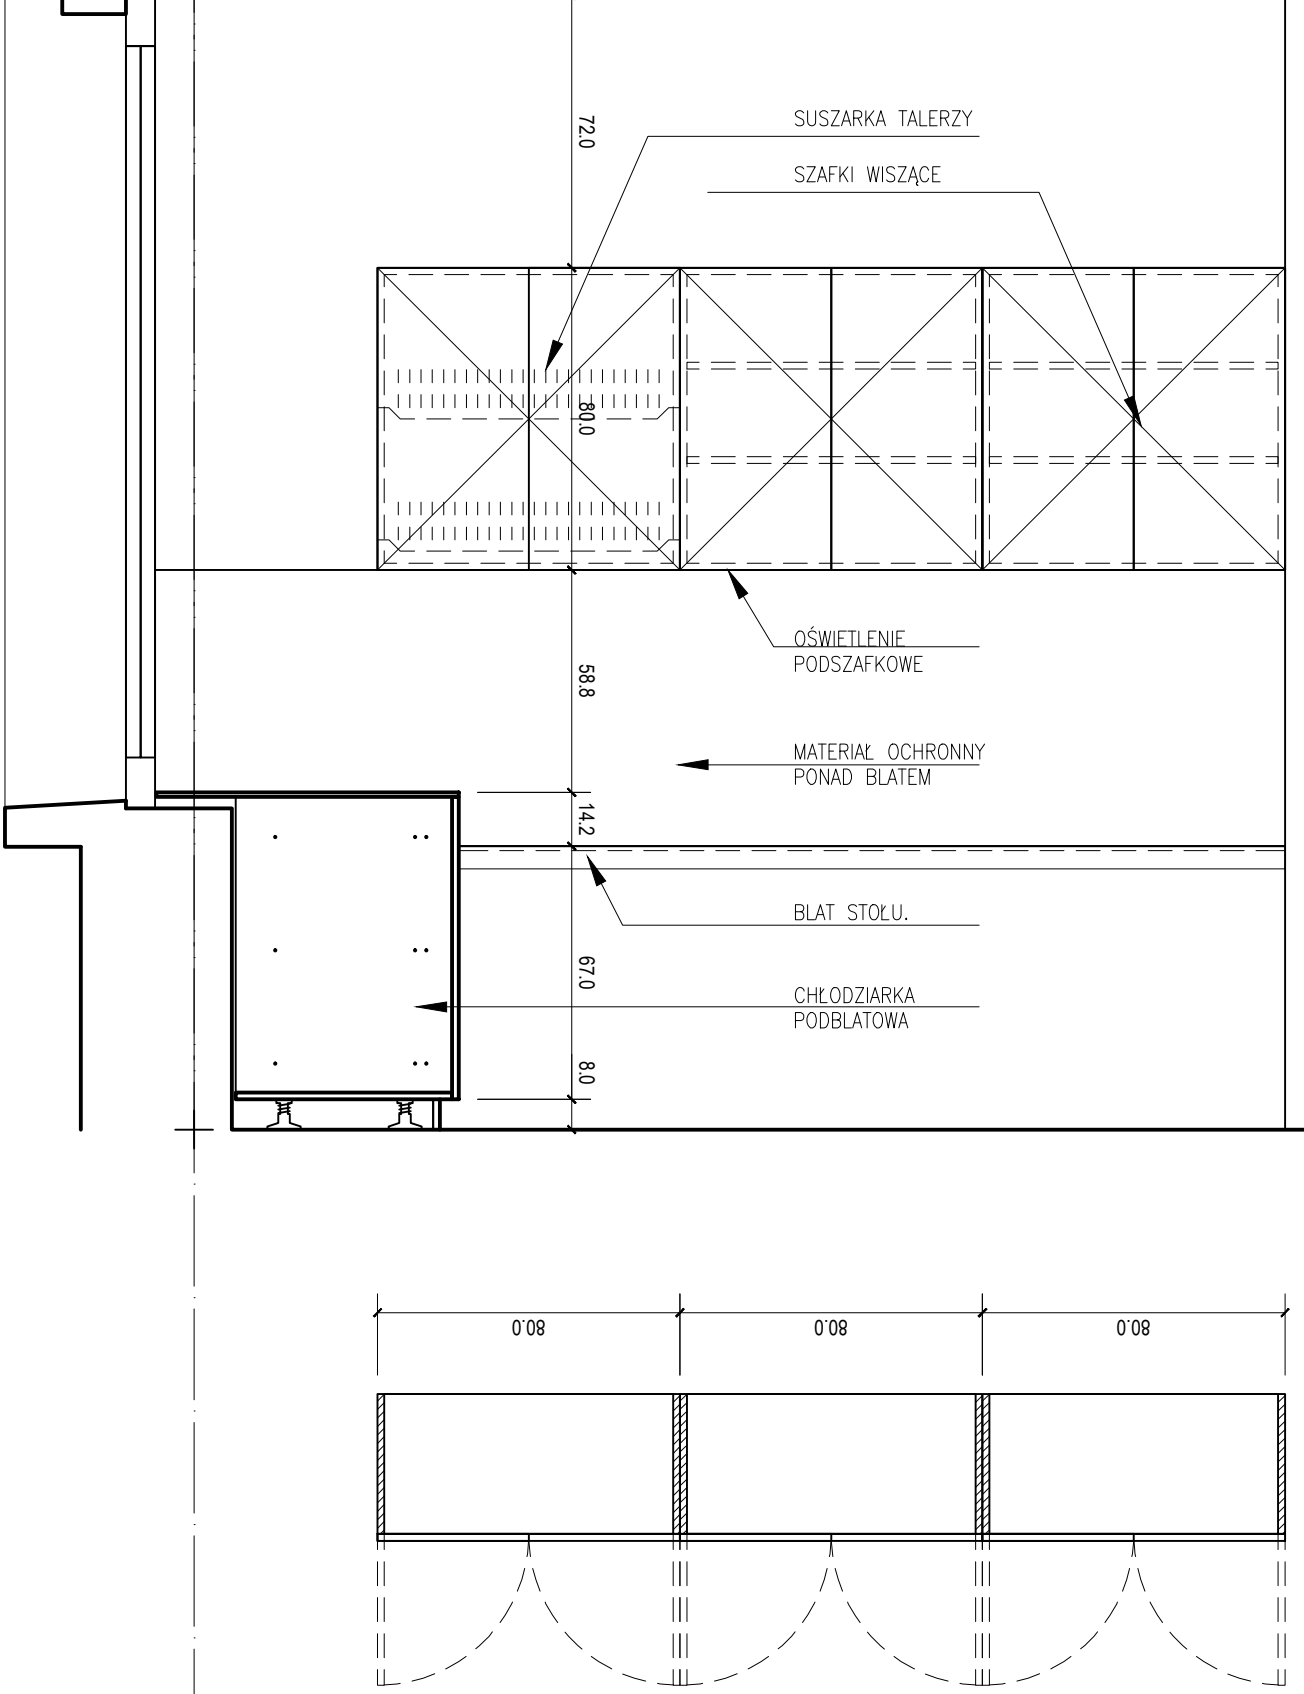 SUSZARKA TALERZY
72.0
SZAFKI WISZĄCE
80.0
OŚWIETLENIE
PODSZAFKOWE
58.8
MATERIAŁ OCHRONNY
PONAD BLATEM
14.2
BLAT STOŁU.
67.0
CHŁODZIARKA
PODBLATOWA
8.0
80.0
80.0
80.0